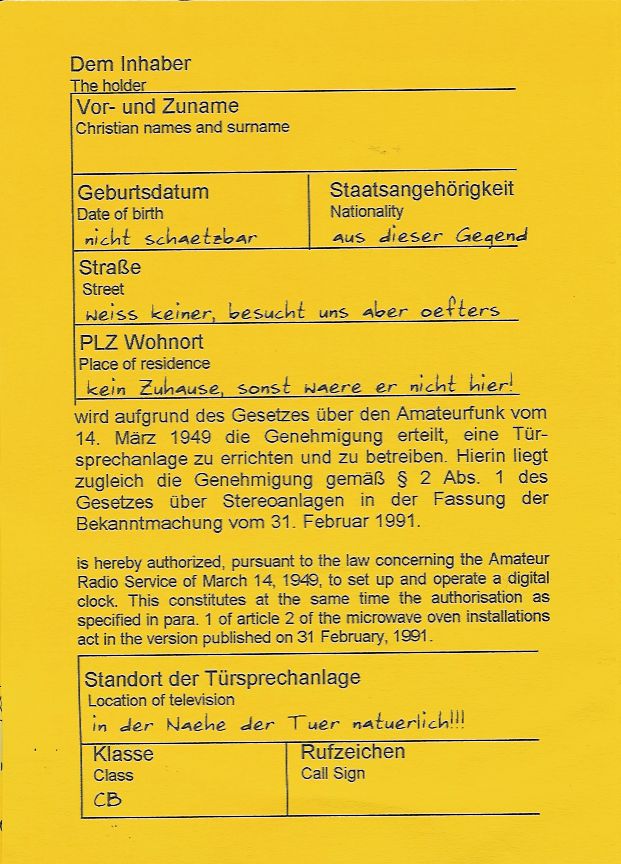 Dem Inhaber
The holder
Vor- und Zuname
Christian names and surname
Geburtsdatum
Date of birth
nicht schaetzbar
Staatsangehörigkeit
Nationality
aus dieser Gegend
Straße
Street
weiss keiner, besucht uns aber oefters
PLZ Wohnort
Place of residence
kein Zuhause, sonst waere er nicht hier!
wird aufgrund des Gesetzes über den Amateurfunk vom
14. März 1949 die Genehmigung erteilt, eine Tür-
sprechanlage zu errichten und zu betreiben. Hierin liegt
zugleich die Genehmigung gemäß § 2 Abs. 1 des
Gesetzes über Stereoanlagen in der Fassung der
Bekanntmachung vom 31. Februar 1991.
is hereby authorized, pursuant to the law concerning the Amateur
Radio Service of March 14, 1949, to set up and operate a digital
clock. This constitutes at the same time the authorisation as
specified in para. 1 of article 2 of the microwave oven installations
act in the version published on 31 February, 1991.
Standort der Türsprechanlage
Location of television
in der Naehe der Tuer natuerlich!!!
Klasse
Class
CB
Rufzeichen
Call Sign